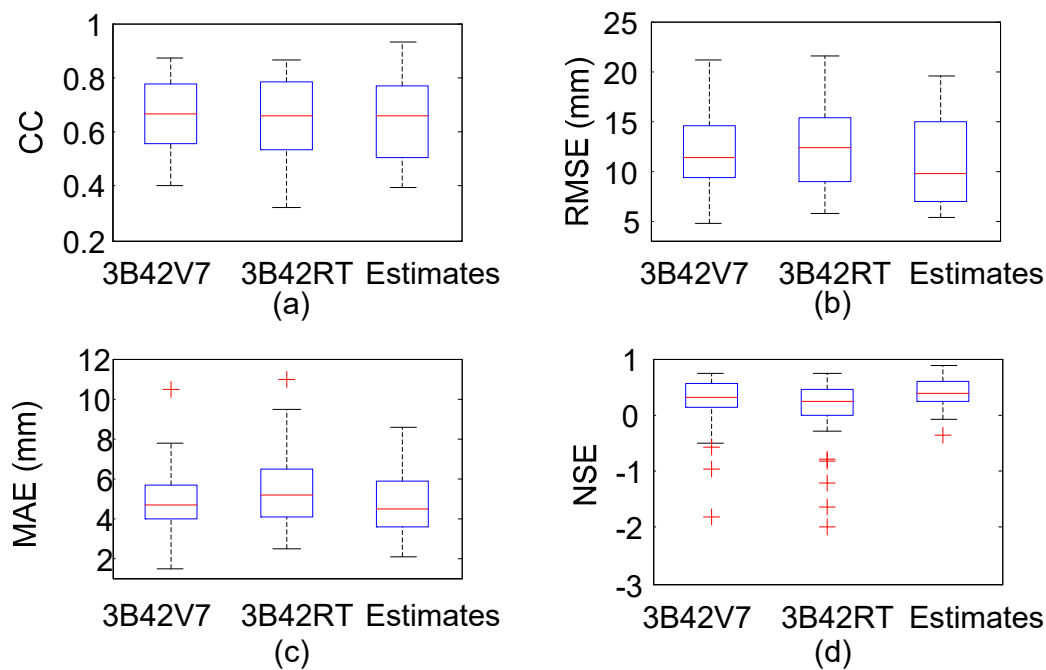 1
0.8
0.6
0.4
0.2
CC
3B42V7 3B42RT Estimates
(a)
25
20
15
10
5
RMSE (mm)
3B42V7 3B42RT Estimates
(b)
12
10
8
6
4
2
MAE (mm)
3B42V7 3B42RT Estimates
(c)
1
0
-1
-2
-3
NSE
3B42V7 3B42RT Estimates
(d)